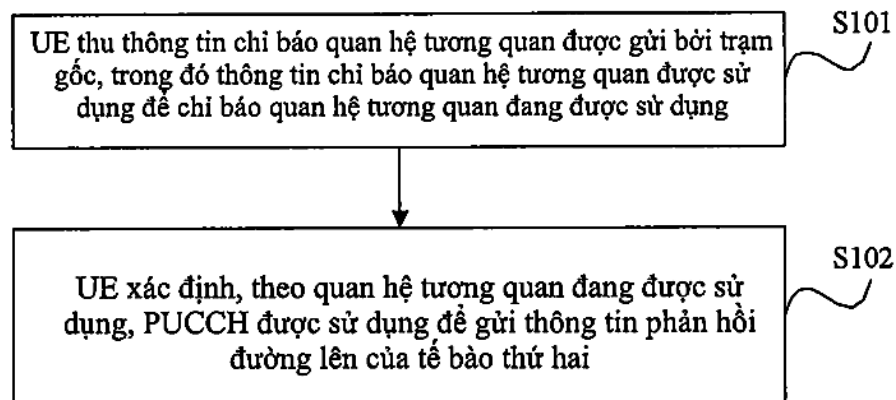 S101
UE thu thông tin chỉ báo quan hệ tương quan được gửi bởi trạm
gốc, trong đó thông tin chỉ báo quan hệ tương quan được sử
dụng để chỉ báo quan hệ tương quan đang được sử dụng
S102
UE xác định, theo quan hệ tương quan đang được sử
dụng, PUCCH được sử dụng để gửi thông tin phản hồi
đường lên của tế bào thứ hai